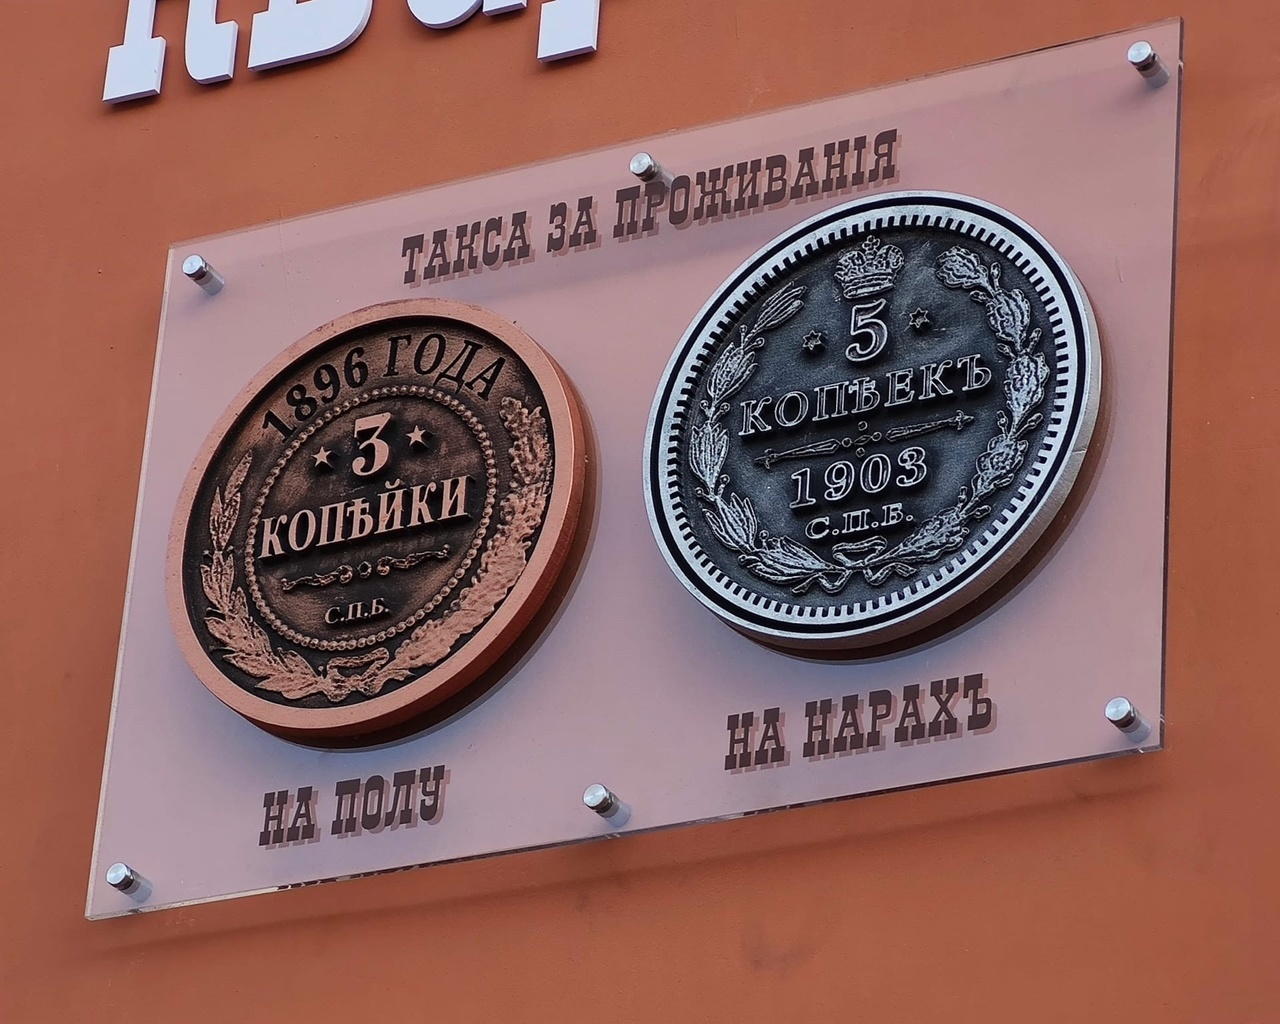 ТАКСА ЗА ПРОЖИВАНІЯ
1896 ГОДА
3
КОПѢЙКИ
С.П.Б.
НА ПОЛУ
5
КОПѢЕКЪ
1903
С.П.Б.
НА НАРАХЪ